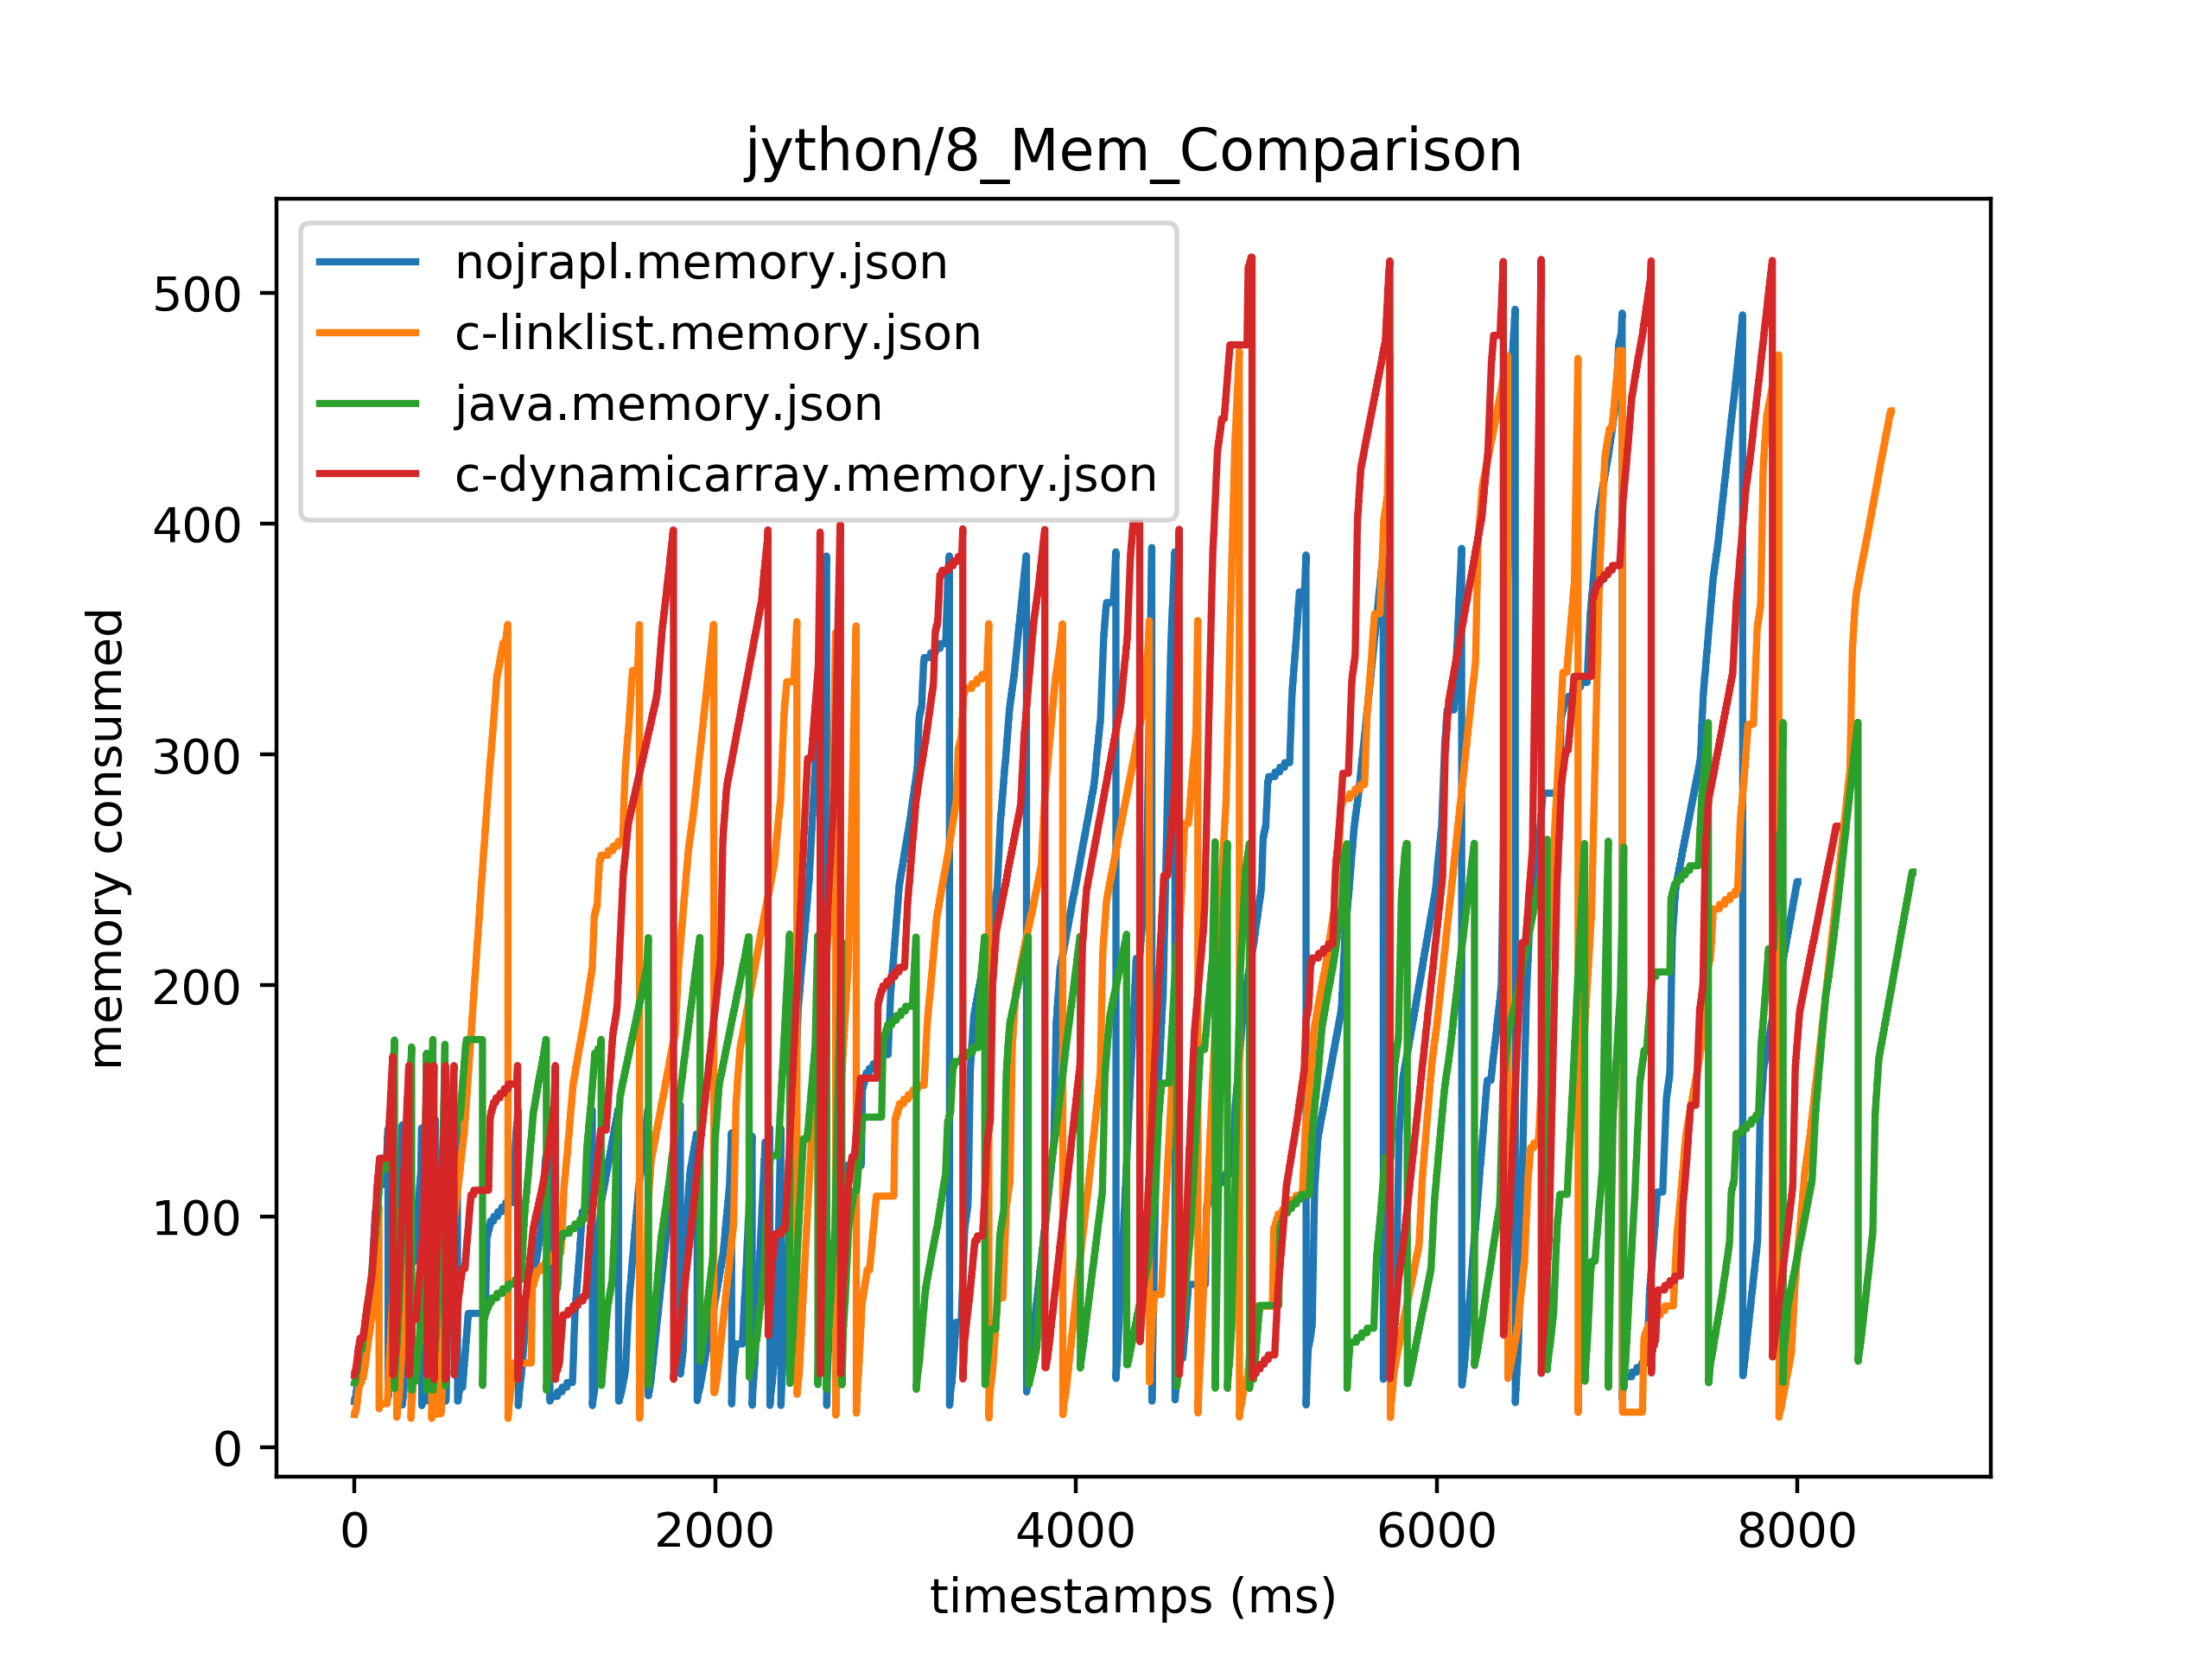 jython/8_Mem_Comparison
nojrapl.memory.json
c-linklist.memory.json
java.memory.json
c-dynamicarray.memory.json
memory consumed
500
400
300
200
100
0
0 2000 4000 6000 8000
timestamps (ms)